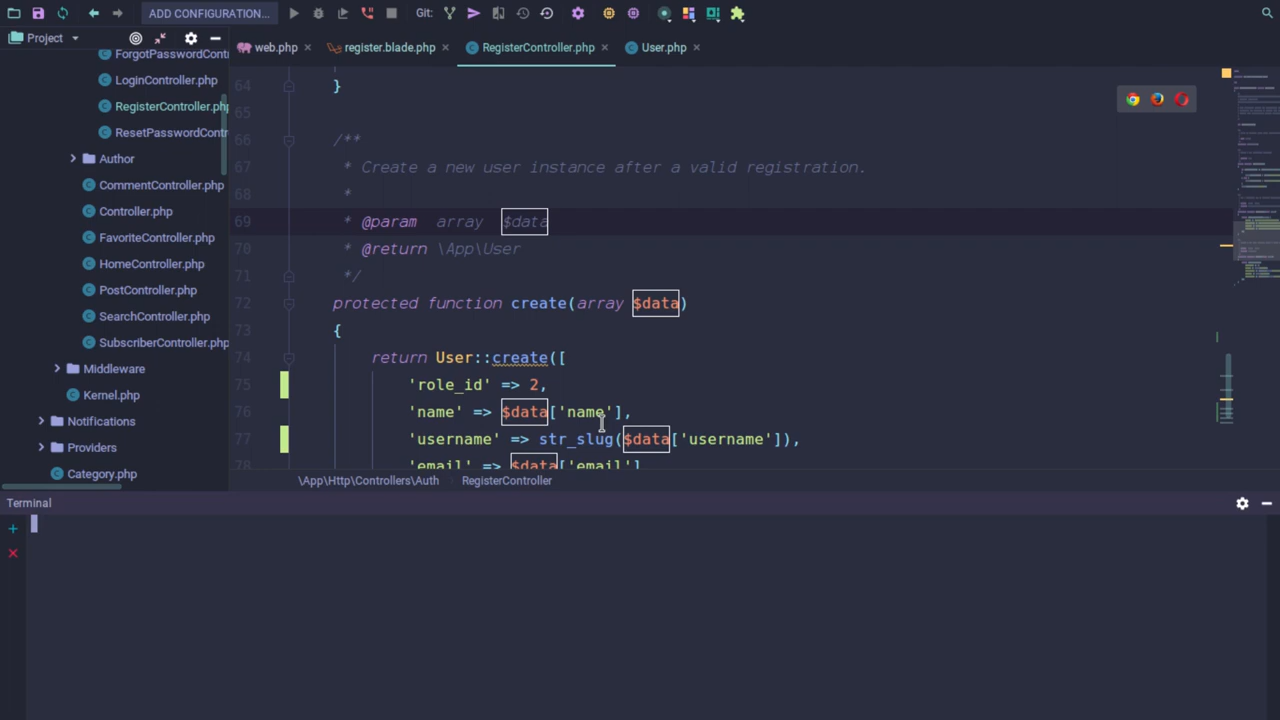 ADD CONFIGURATION...
Git:
Project
web.php
register.blade.php
RegisterController.php
User.php
ForgotPasswordContr
LoginController.php
RegisterController.php
ResetPasswordContr
Author
CommentController.php
Controller.php
FavoriteController.php
HomeController.php
PostController.php
SearchController.php
SubscriberController.php
Middleware
Kernel.php
Notifications
Providers
Category.php
64 }
65
66 /**
67 * Create a new user instance after a valid registration.
68 *
69 * @param array $data
70 * @return \App\User
71 */
72 protected function create(array $data)
73 {
74 return User::create([
75 'role_id' => 2,
76 'name' => $data['name'],
77 'username' => str_slug($data['username']),
78 'email' => $data['email']
\App\Http\Controllers\Auth
RegisterController
Terminal